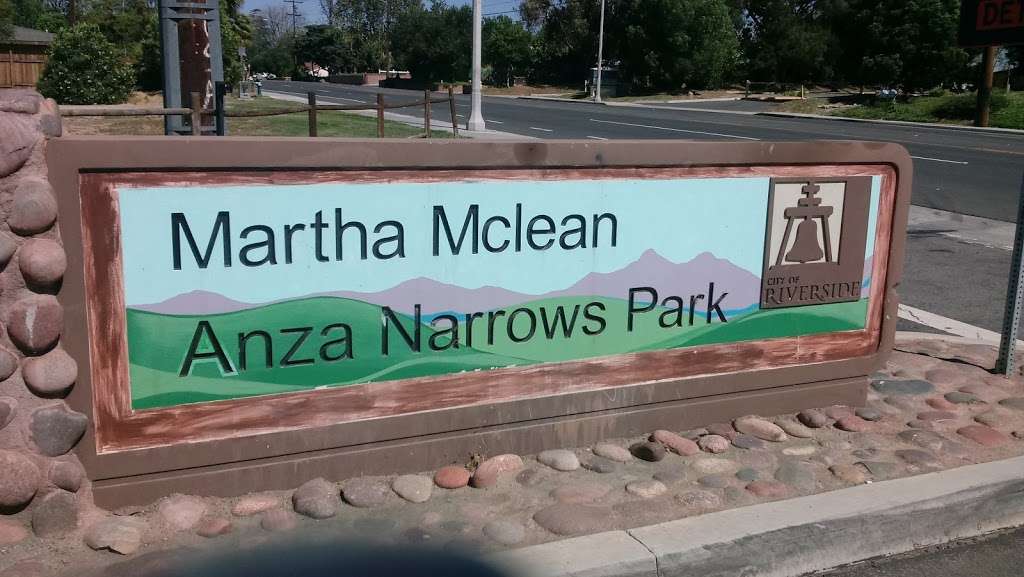 Martha Mclean
Anza Narrows Park
CITY OF
RIVERSIDE